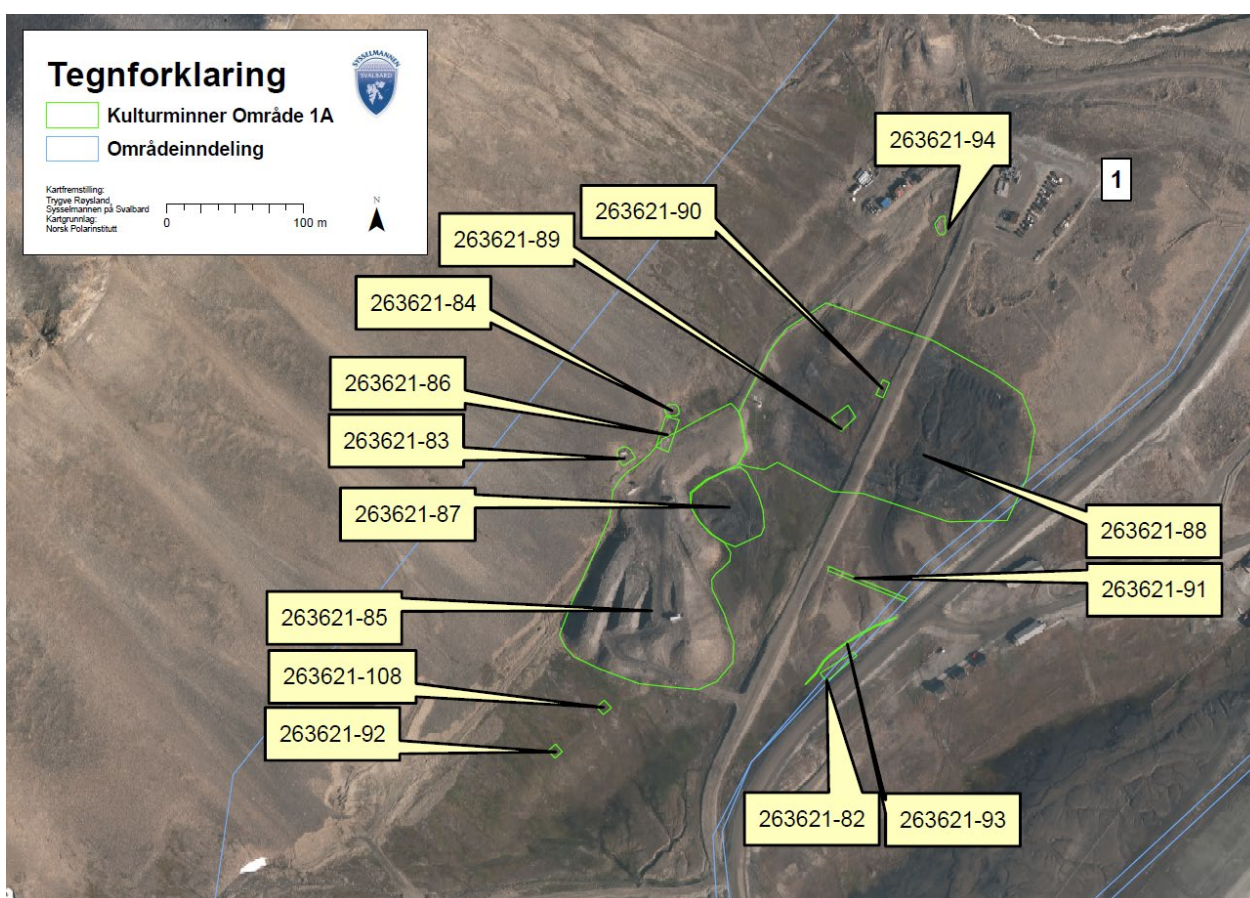 Tegnforklaring
SYSSELMANNEN
SVALBARD
Kulturminner Område 1A
Områdeinndeling
Kartfremstilling:
Trygve Røysland,
Sysselmannen på Svalbard
Kartgrunnlag:
Norsk Polarinstitutt
0 100 m
N
263621-94
1
263621-90
263621-89
263621-84
263621-86
263621-83
263621-87
263621-88
263621-91
263621-85
263621-108
263621-92
263621-82
263621-93